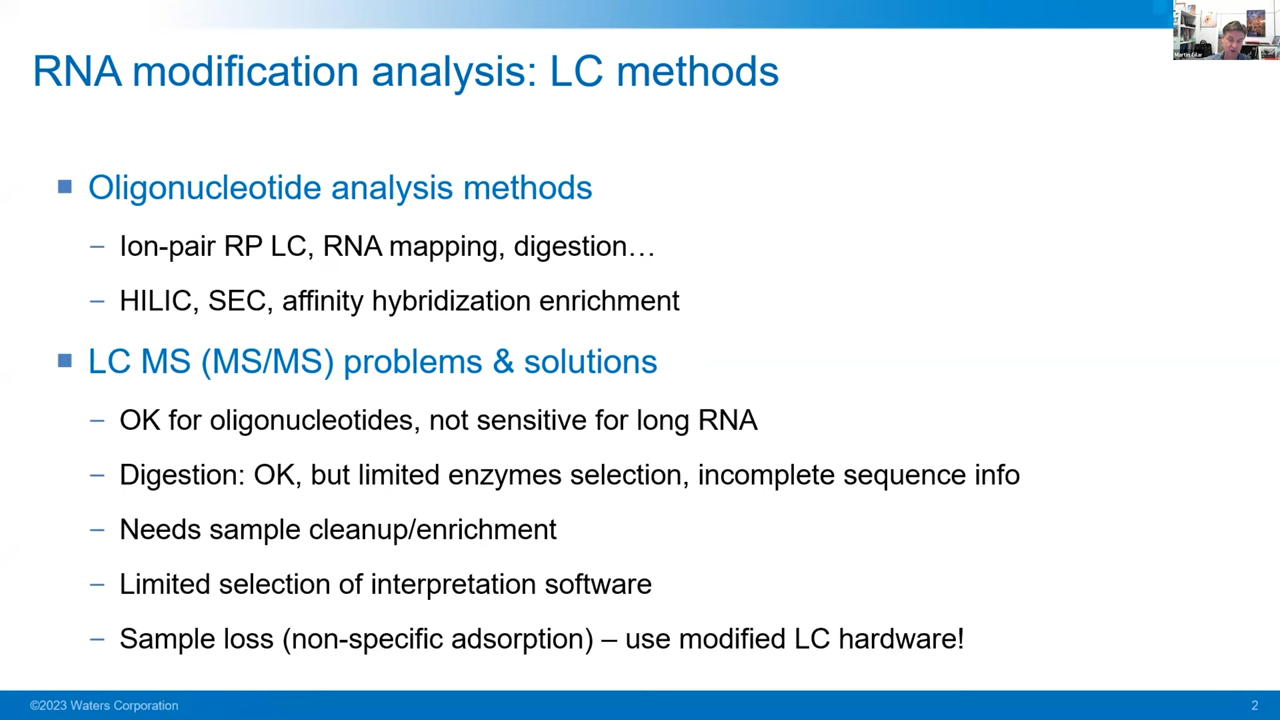 RNA modification analysis: LC methods
Oligonucleotide analysis methods
– Ion-pair RP LC, RNA mapping, digestion…
– HILIC, SEC, affinity hybridization enrichment
LC MS (MS/MS) problems & solutions
– OK for oligonucleotides, not sensitive for long RNA
– Digestion: OK, but limited enzymes selection, incomplete sequence info
– Needs sample cleanup/enrichment
– Limited selection of interpretation software
– Sample loss (non-specific adsorption) – use modified LC hardware!
©2023 Waters Corporation
2